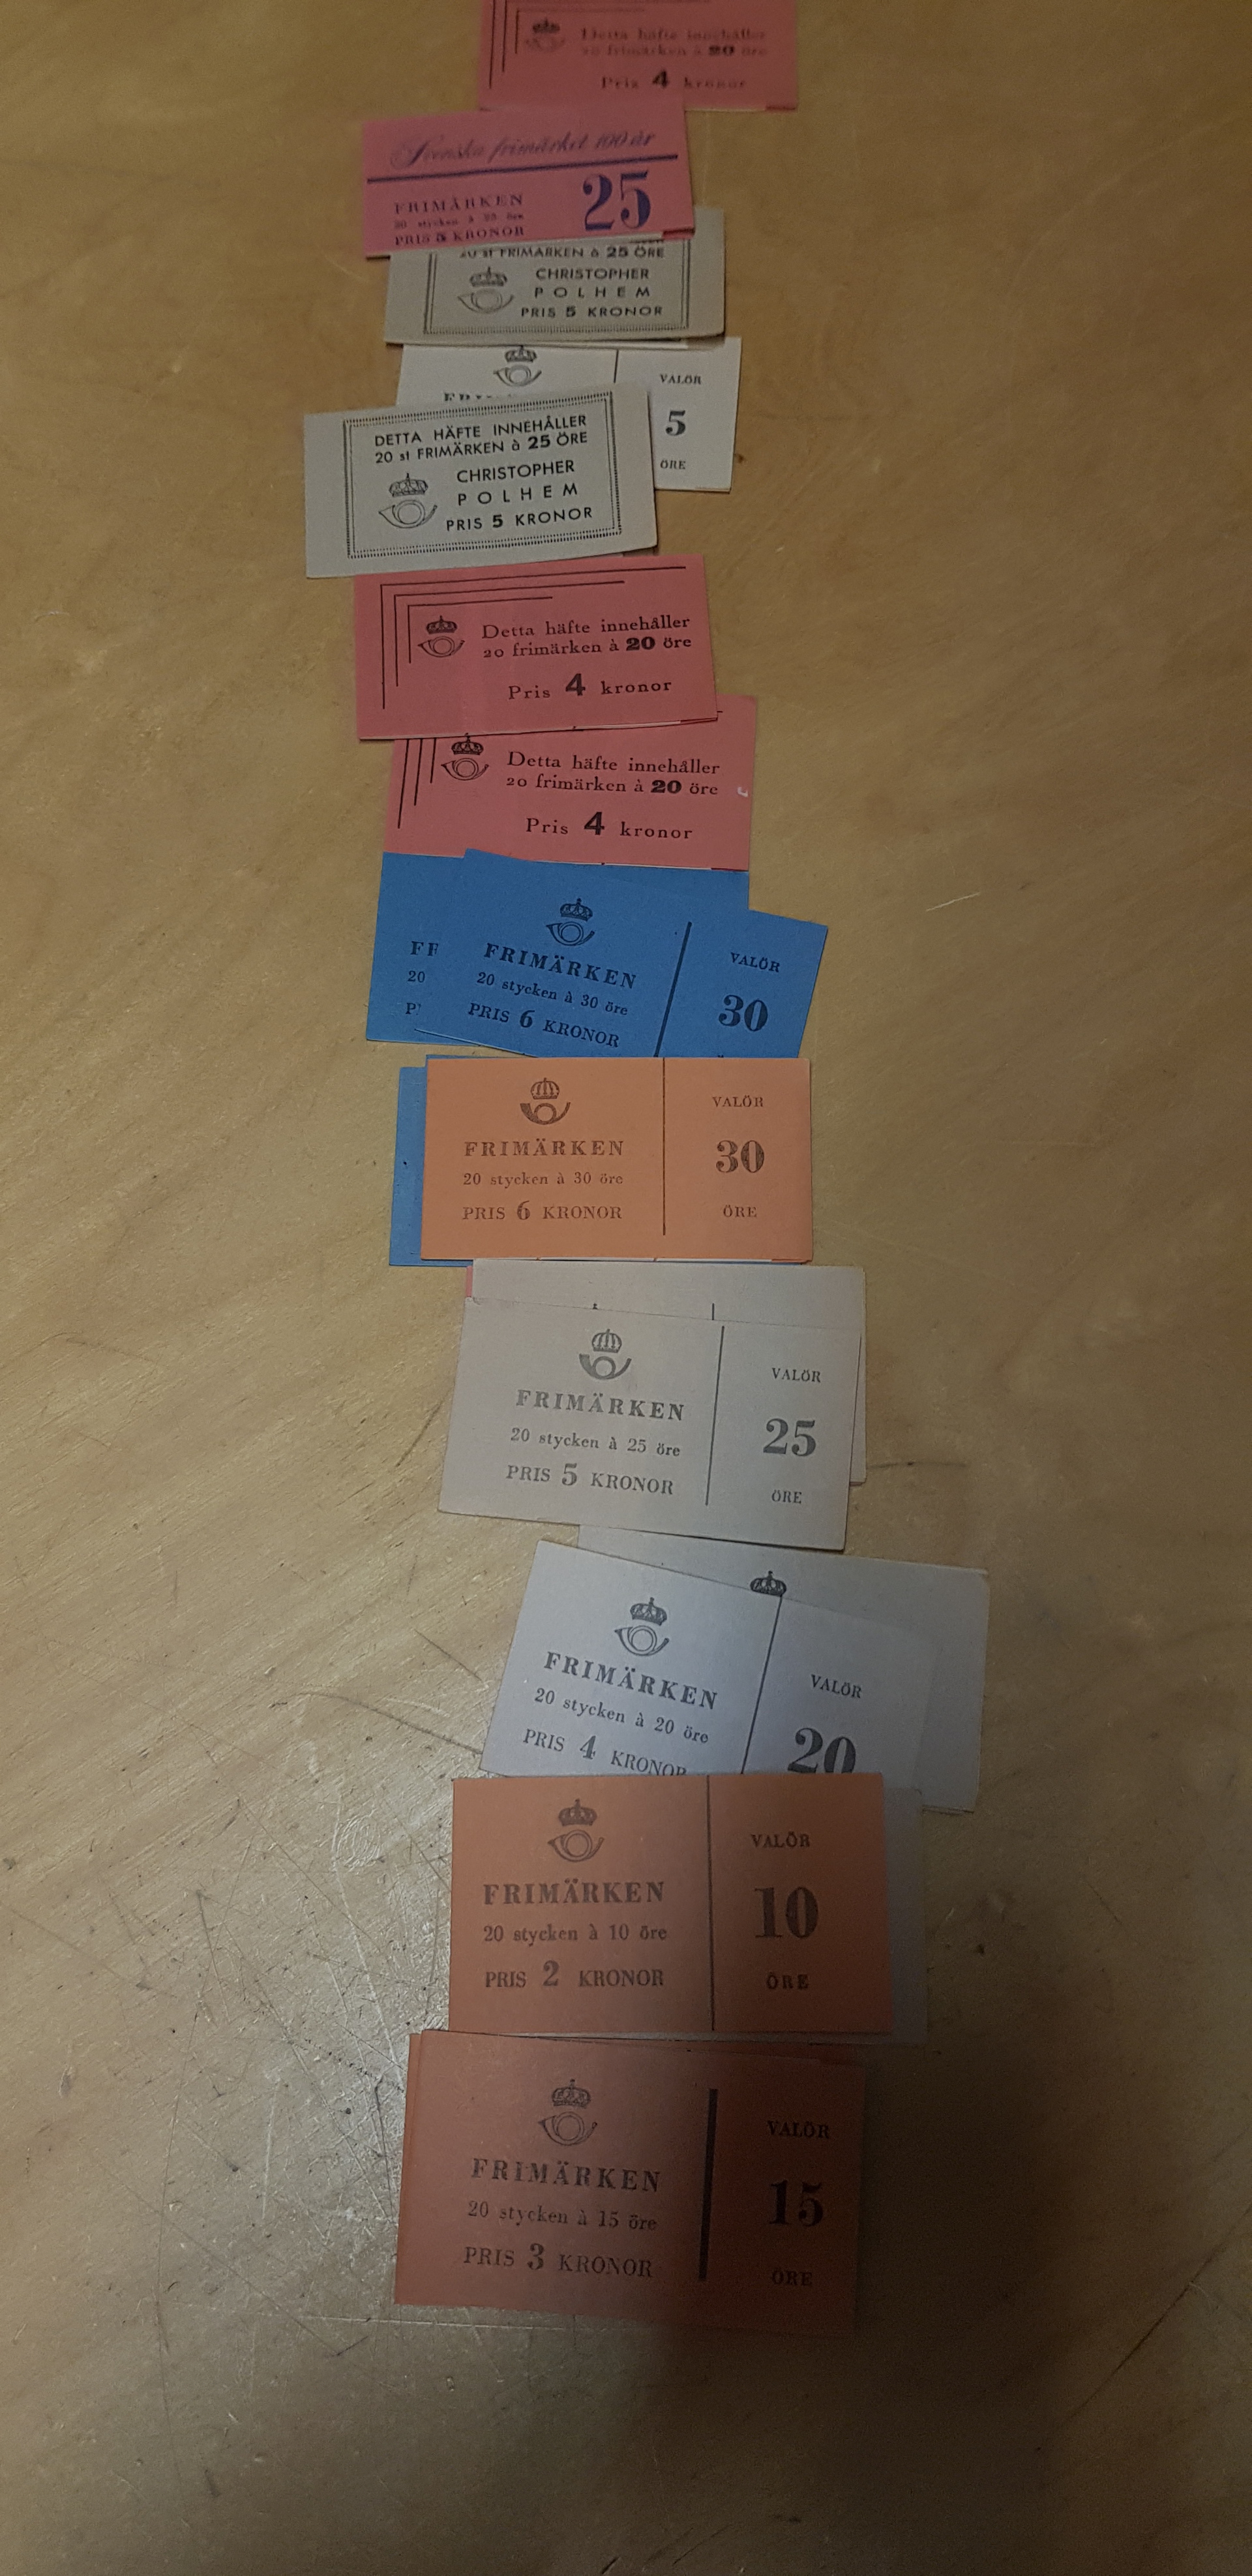 Detta häfte innehåller
20 frimärken à 20 öre
Pris 4 kronor
Svenska frimärket 100 år
FRIMÄRKEN
20 stycken à 25 öre
PRIS 5 KRONOR
25
20 st FRIMÄRKEN à 25 ÖRE
CHRISTOPHER
POLHEM
PRIS 5 KRONOR
VALÖR
5
ÖRE
DETTA HÄFTE INNEHÅLLER
20 st FRIMÄRKEN à 25 ÖRE
CHRISTOPHER
POLHEM
PRIS 5 KRONOR
Detta häfte innehåller
20 frimärken à 20 öre
Pris 4 kronor
Detta häfte innehåller
20 frimärken à 20 öre
Pris 4 kronor
20
FRIMÄRKEN
20 stycken à 30 öre
PRIS 6 KRONOR
VALÖR
30
FRIMÄRKEN
20 stycken à 30 öre
PRIS 6 KRONOR
VALÖR
30
ÖRE
FRIMÄRKEN
20 stycken à 25 öre
PRIS 5 KRONOR
VALÖR
25
ÖRE
FRIMÄRKEN
20 stycken à 20 öre
PRIS 4 KRONOR
VALÖR
20
FRIMÄRKEN
20 stycken à 10 öre
PRIS 2 KRONOR
VALÖR
10
ÖRE
FRIMÄRKEN
20 stycken à 15 öre
PRIS 3 KRONOR
VALÖR
15
ÖRE